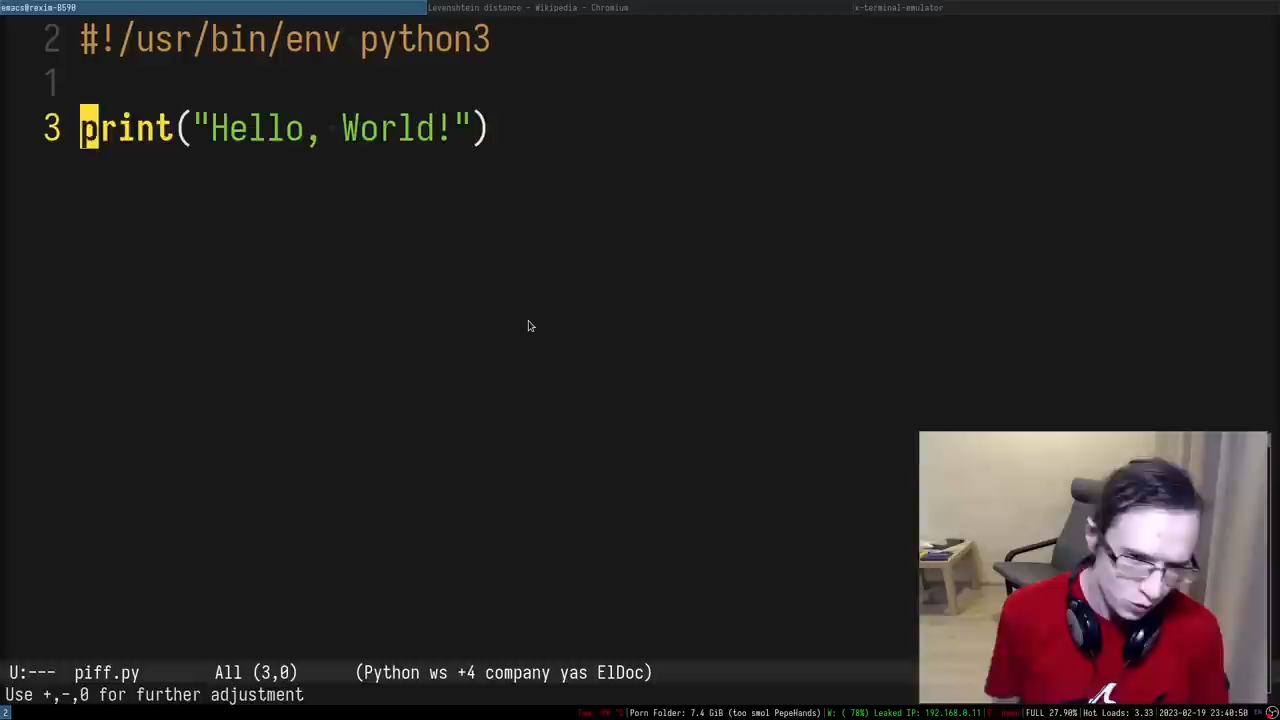 emacs@rexim-B590
Levenshtein distance - Wikipedia - Chromium
x-terminal-emulator
2 #!/usr/bin/env python3
1
3 print("Hello, World!")
U:--- piff.py All (3,0) (Python ws +4 company yas ElDoc)
Use +,-,0 for further adjustment
2
|Porn Folder: 7.4 GiB (too smol PepeHands)|W: ( 78%) Leaked IP: 192.168.0.11|E: down|FULL 27.90%|Hot Loads: 3.33|2023-02-19 23:40:50